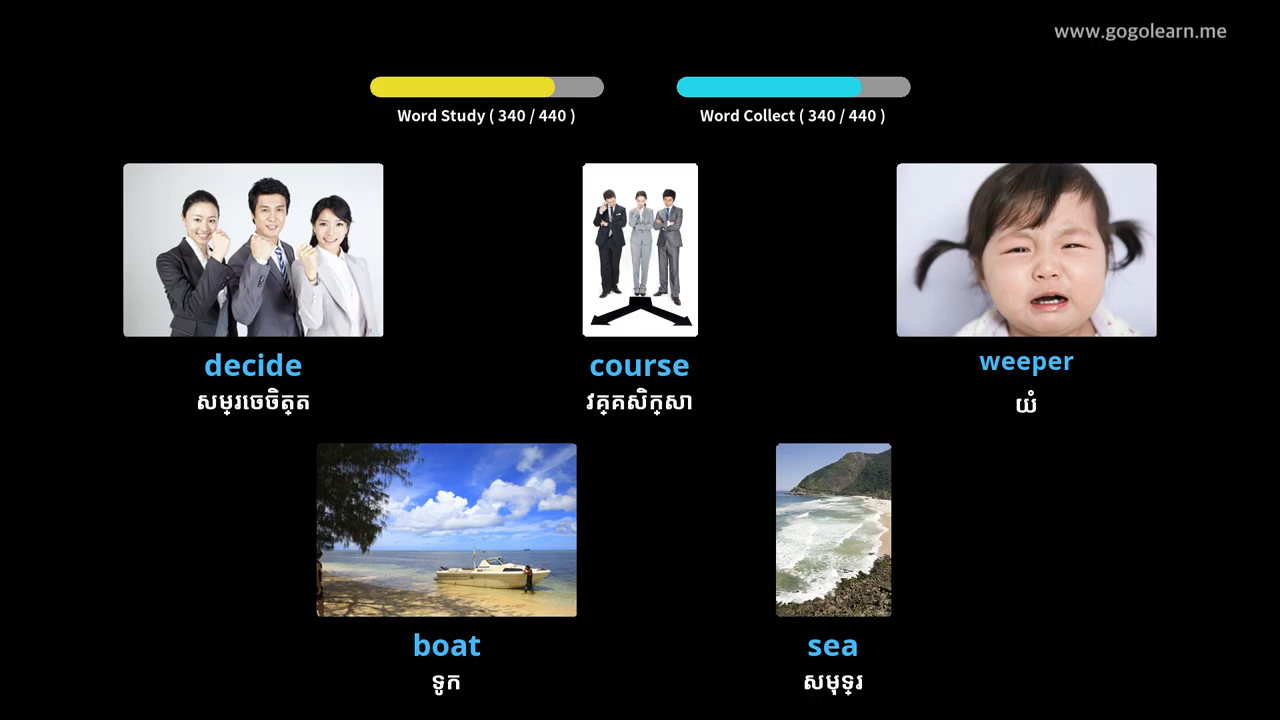 www.gogolearn.me
Word Study ( 340 / 440 )
Word Collect ( 340 / 440 )
decide
course
weeper
សម្រេចចិត្ត
វគ្គសិក្សា
យំ
boat
sea
ទូក
សមុទ្រ